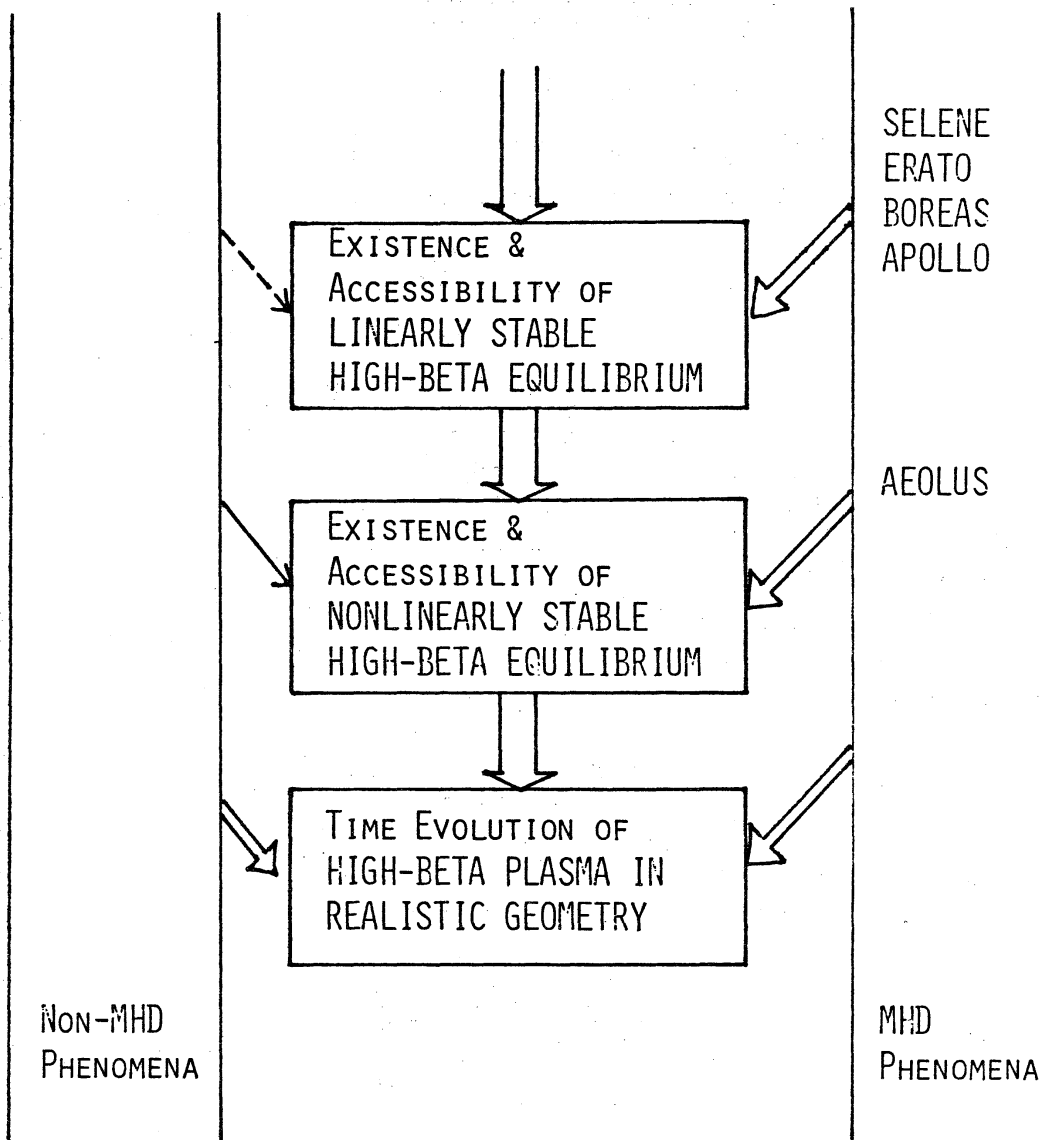 SELENE
ERATO
BOREAS
APOLLO
EXISTENCE &
ACCESSIBILITY OF
LINEARLY STABLE
HIGH-BETA EQUILIBRIUM
AEOLUS
EXISTENCE &
ACCESSIBILITY OF
NONLINEARLY STABLE
HIGH-BETA EQUILIBRIUM
TIME EVOLUTION OF
HIGH-BETA PLASMA IN
REALISTIC GEOMETRY
NON-MHD
PHENOMENA
MHD
PHENOMENA